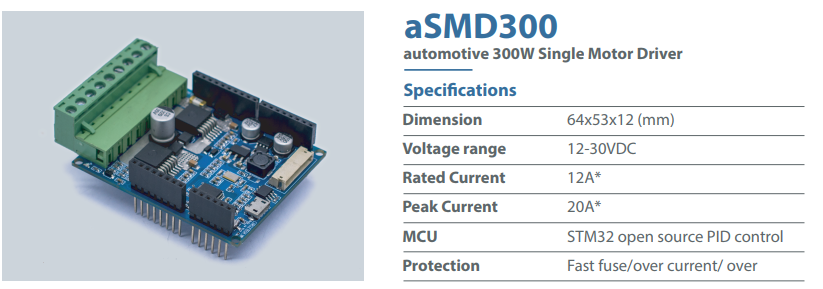 aSMD300
automotive 300W Single Motor Driver
Specifications
Dimension 64x53x12 (mm)
Voltage range 12-30VDC
Rated Current 12A*
Peak Current 20A*
MCU STM32 open source PID control
Protection Fast fuse/over current/ over